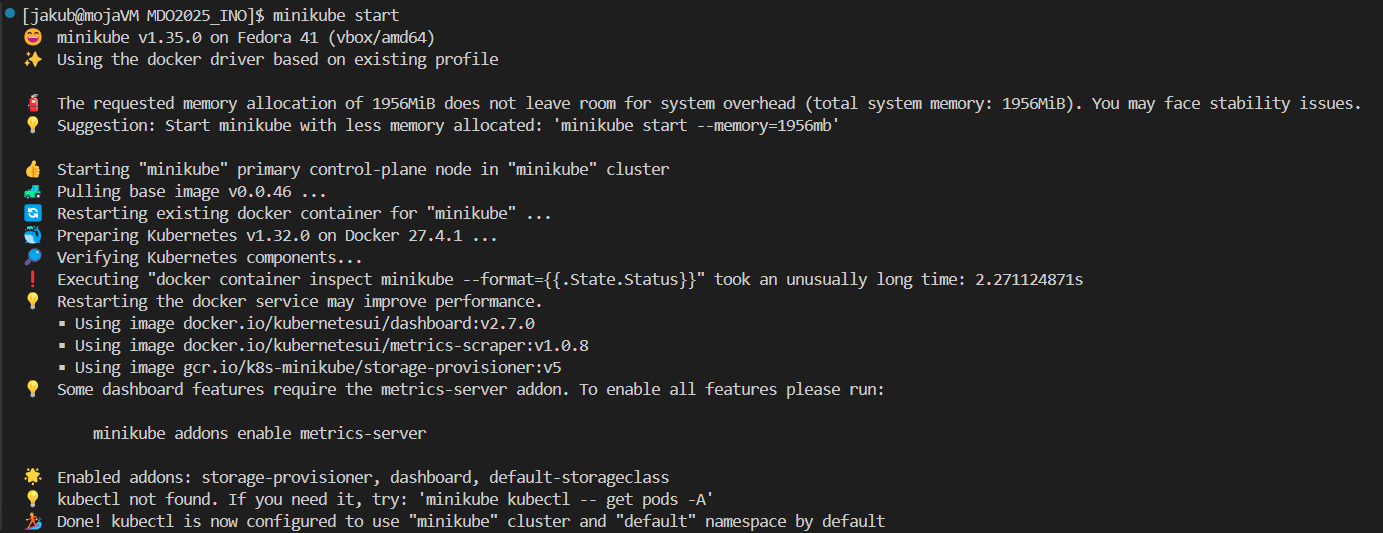 [jakub@mojaVM MDO2025_INO]$ minikube start
😄 minikube v1.35.0 on Fedora 41 (vbox/amd64)
✨ Using the docker driver based on existing profile
🧯 The requested memory allocation of 1956MiB does not leave room for system overhead (total system memory: 1956MiB). You may face stability issues.
💡 Suggestion: Start minikube with less memory allocated: 'minikube start --memory=1956mb'
👍 Starting "minikube" primary control-plane node in "minikube" cluster
🚜 Pulling base image v0.0.46 ...
🔄 Restarting existing docker container for "minikube" ...
🐳 Preparing Kubernetes v1.32.0 on Docker 27.4.1 ...
🔎 Verifying Kubernetes components...
❗ Executing "docker container inspect minikube --format={{.State.Status}}" took an unusually long time: 2.271124871s
💡 Restarting the docker service may improve performance.
▪ Using image docker.io/kubernetesui/dashboard:v2.7.0
▪ Using image docker.io/kubernetesui/metrics-scraper:v1.0.8
▪ Using image gcr.io/k8s-minikube/storage-provisioner:v5
💡 Some dashboard features require the metrics-server addon. To enable all features please run:
minikube addons enable metrics-server
🌟 Enabled addons: storage-provisioner, dashboard, default-storageclass
💡 kubectl not found. If you need it, try: 'minikube kubectl -- get pods -A'
🏄 Done! kubectl is now configured to use "minikube" cluster and "default" namespace by default